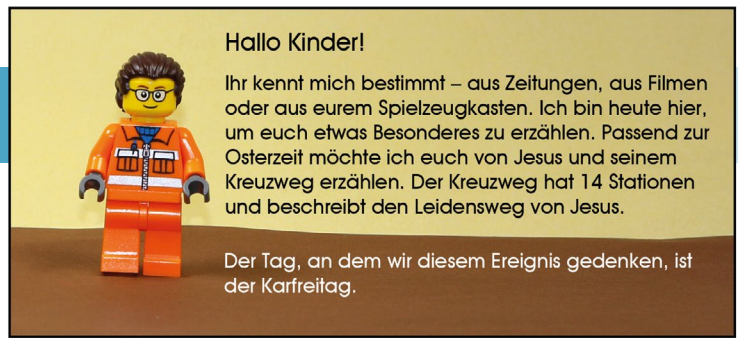 Hallo Kinder!
Ihr kennt mich bestimmt – aus Zeitungen, aus Filmen
oder aus eurem Spielzeugkasten. Ich bin heute hier,
um euch etwas Besonderes zu erzählen. Passend zur
Osterzeit möchte ich euch von Jesus und seinem
Kreuzweg erzählen. Der Kreuzweg hat 14 Stationen
und beschreibt den Leidensweg von Jesus.
Der Tag, an dem wir diesem Ereignis gedenken, ist
der Karfreitag.